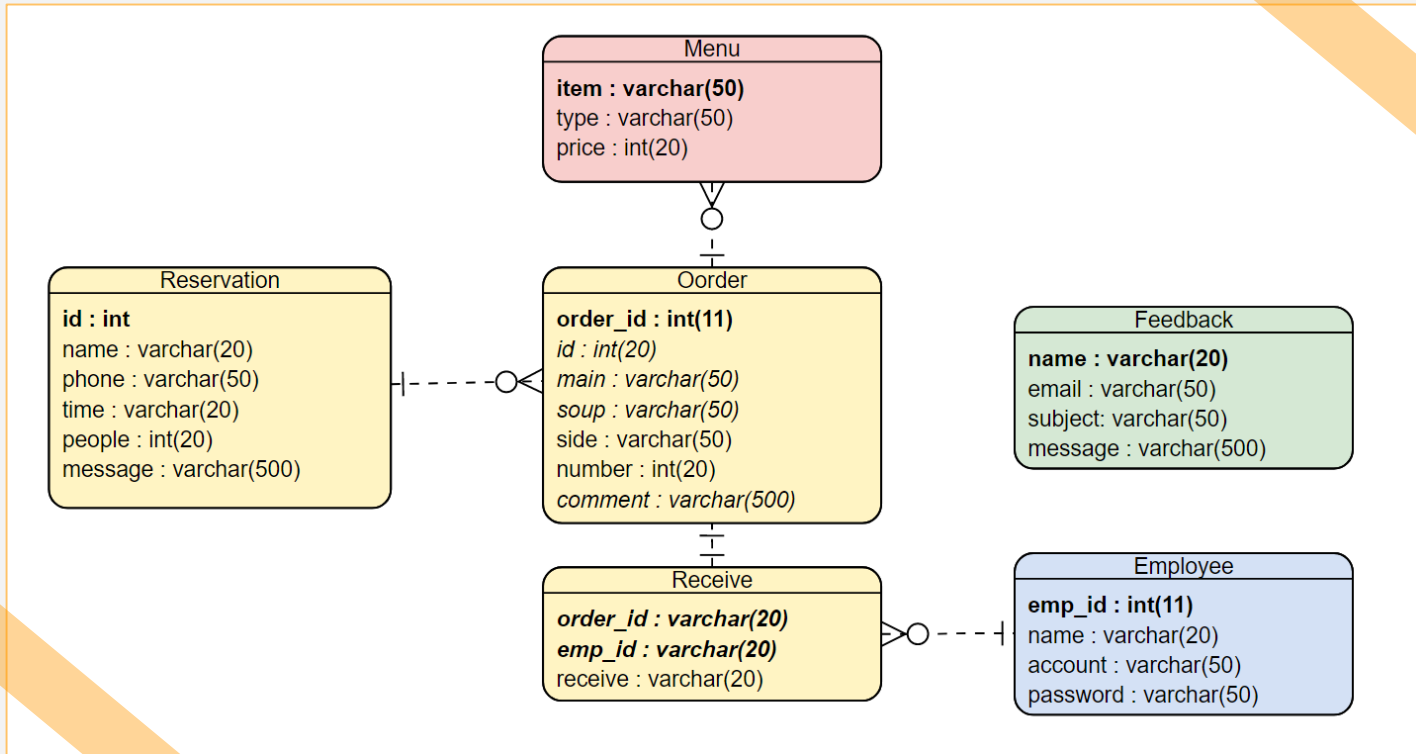 Menu
item : varchar(50)
type : varchar(50)
price : int(20)
Reservation
id : int
name : varchar(20)
phone : varchar(50)
time : varchar(20)
people : int(20)
message : varchar(500)
Oorder
order_id : int(11)
id : int(20)
main : varchar(50)
soup : varchar(50)
side : varchar(50)
number : int(20)
comment : varchar(500)
Feedback
name : varchar(20)
email : varchar(50)
subject: varchar(50)
message : varchar(500)
Receive
order_id : varchar(20)
emp_id : varchar(20)
receive : varchar(20)
Employee
emp_id : int(11)
name : varchar(20)
account : varchar(50)
password : varchar(50)